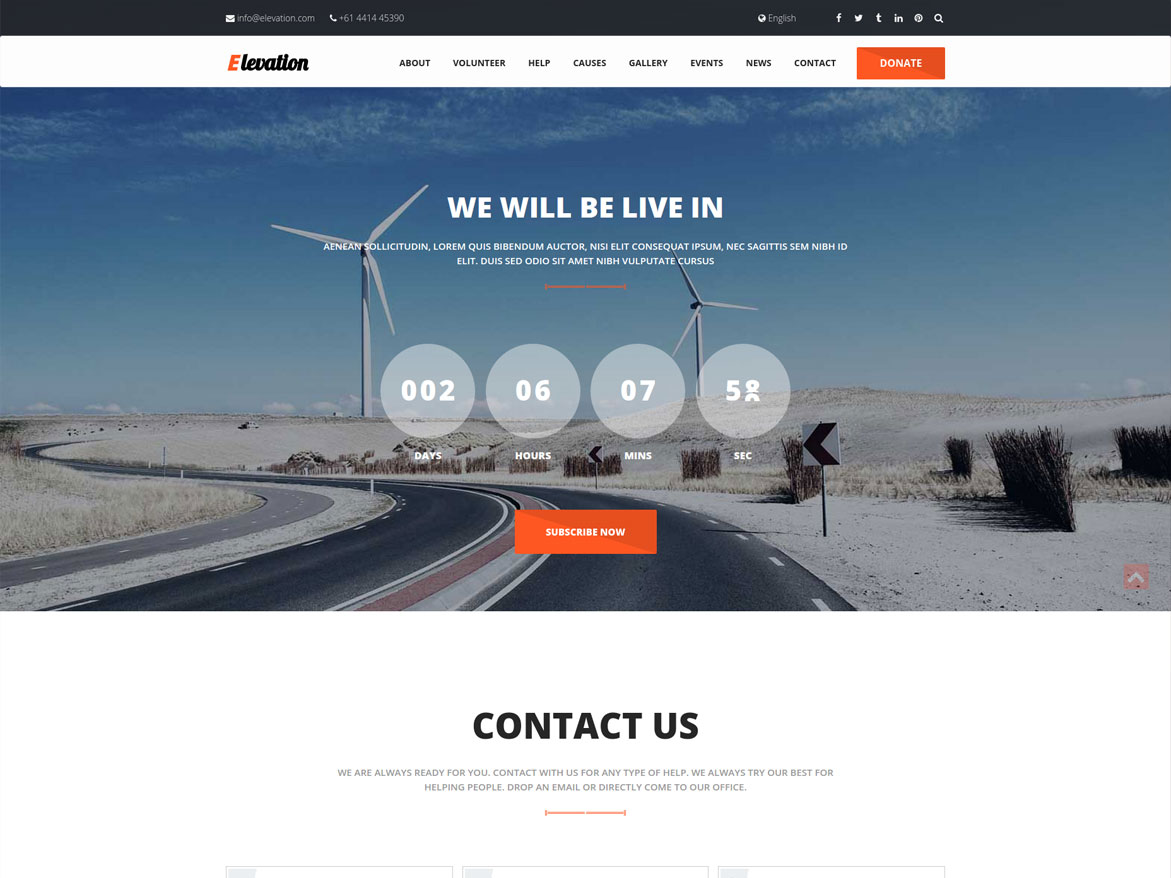 info@elevation.com +61 4414 45390 English
Elevation ABOUT VOLUNTEER HELP CAUSES GALLERY EVENTS NEWS CONTACT DONATE
WE WILL BE LIVE IN
AENEAN SOLLICITUDIN, LOREM QUIS BIBENDUM AUCTOR, NISI ELIT CONSEQUAT IPSUM, NEC SAGITTIS SEM NIBH ID
ELIT. DUIS SED ODIO SIT AMET NIBH VULPUTATE CURSUS
002 06 07 58
DAYS HOURS MINS SEC
SUBSCRIBE NOW
CONTACT US
WE ARE ALWAYS READY FOR YOU. CONTACT WITH US FOR ANY TYPE OF HELP. WE ALWAYS TRY OUR BEST FOR
HELPING PEOPLE. DROP AN EMAIL OR DIRECTLY COME TO OUR OFFICE.